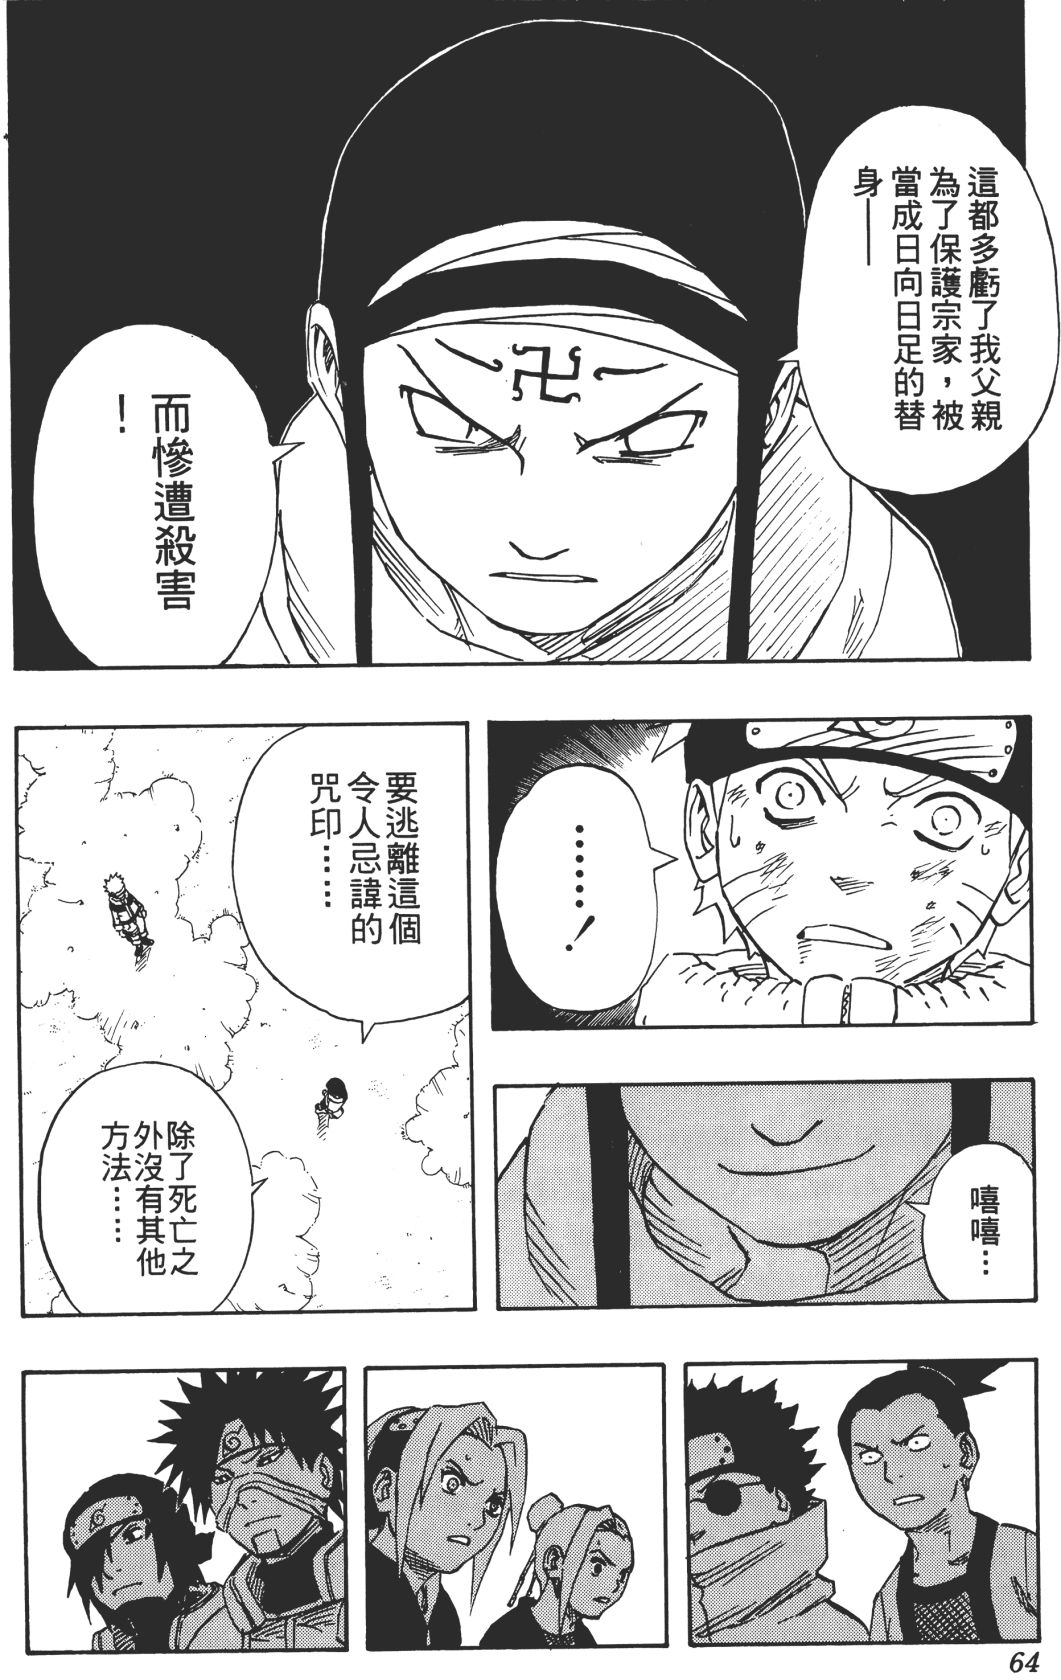 這都多虧了我父親
為了保護宗家，被
當成日向日足的替
身——
而慘遭殺害
！
……！
嘻嘻…
要逃離這個
令人忌諱的
咒印……
除了死亡之
外沒有其他
方法……
64